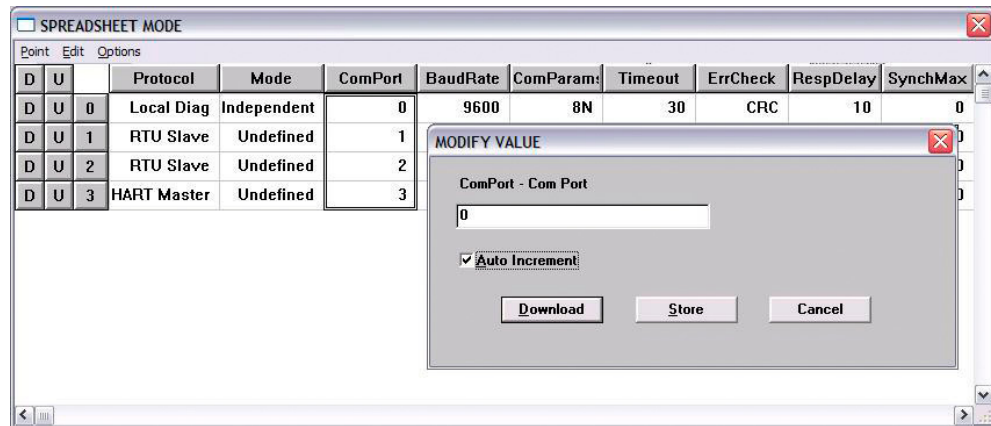 SPREADSHEET MODE
Point Edit Options
D U Protocol Mode ComPort BaudRate ComParam: Timeout ErrCheck RespDelay SynchMax
D U 0 Local Diag Independent 0 9600 8N 30 CRC 10 0
D U 1 RTU Slave Undefined 1
D U 2 RTU Slave Undefined 2
D U 3 HART Master Undefined 3
MODIFY VALUE
ComPort - Com Port
0
Auto Increment
Download Store Cancel